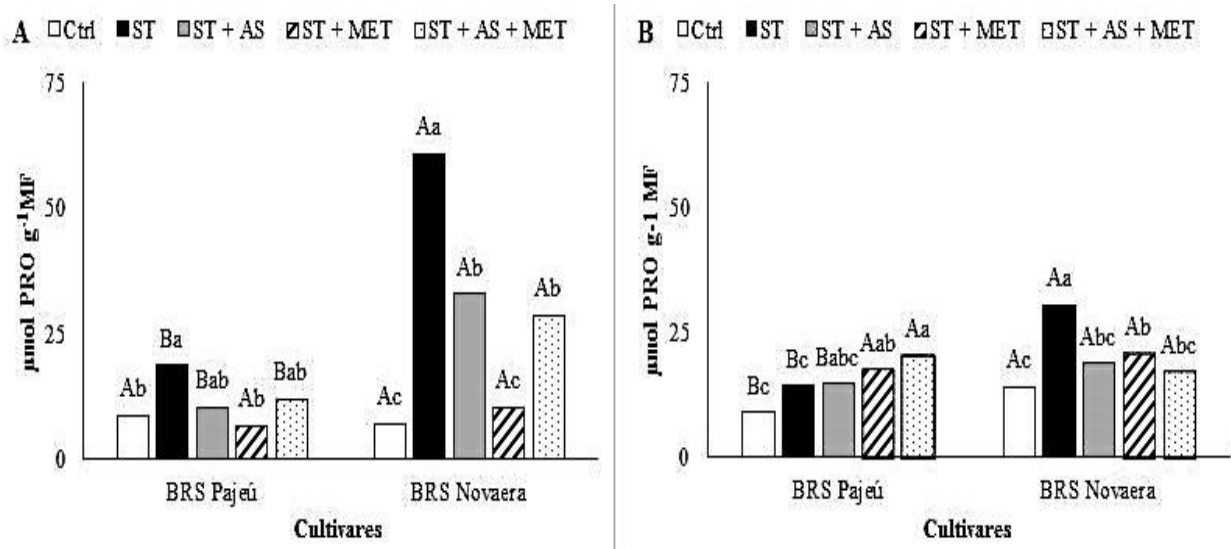 A Ctrl ST ST + AS ST + MET ST + AS + MET
75
50
25
0
µmol PRO g-1MF
Ab
Ba
Bab
Ab
Bab
Ac
Aa
Ab
Ac
Ab
BRS Pajeú
BRS Novaera
Cultivares
B Ctrl ST ST + AS ST + MET ST + AS + MET
75
50
25
0
µmol PRO g-1 MF
Bc
Bc
Babc
Aab
Aa
Ac
Aa
Abc
Ab
Abc
BRS Pajeú
BRS Novaera
Cultivares